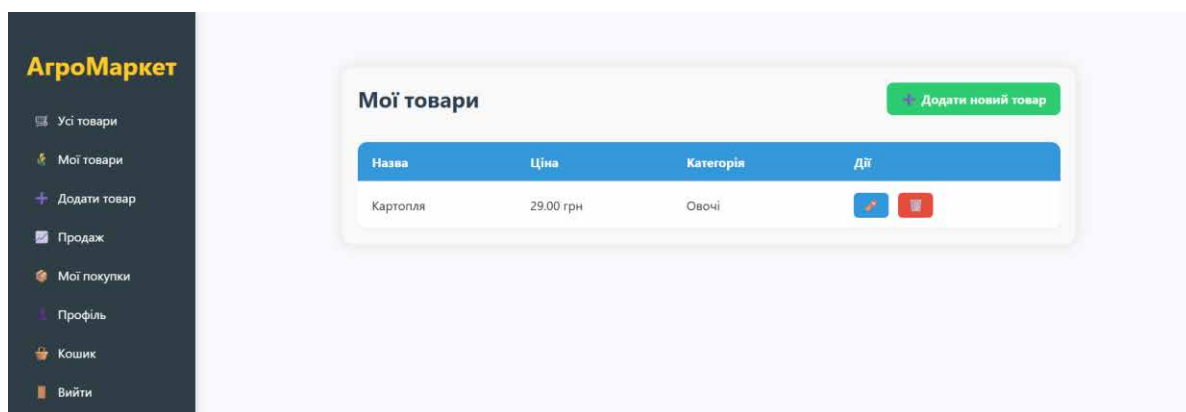 АгроМаркет
Усі товари
Мої товари
Додати товар
Продаж
Мої покупки
Профіль
Кошик
Вийти
Мої товари
Додати новий товар
Назва Ціна Категорія Дії
Картопля 29.00 грн Овочі